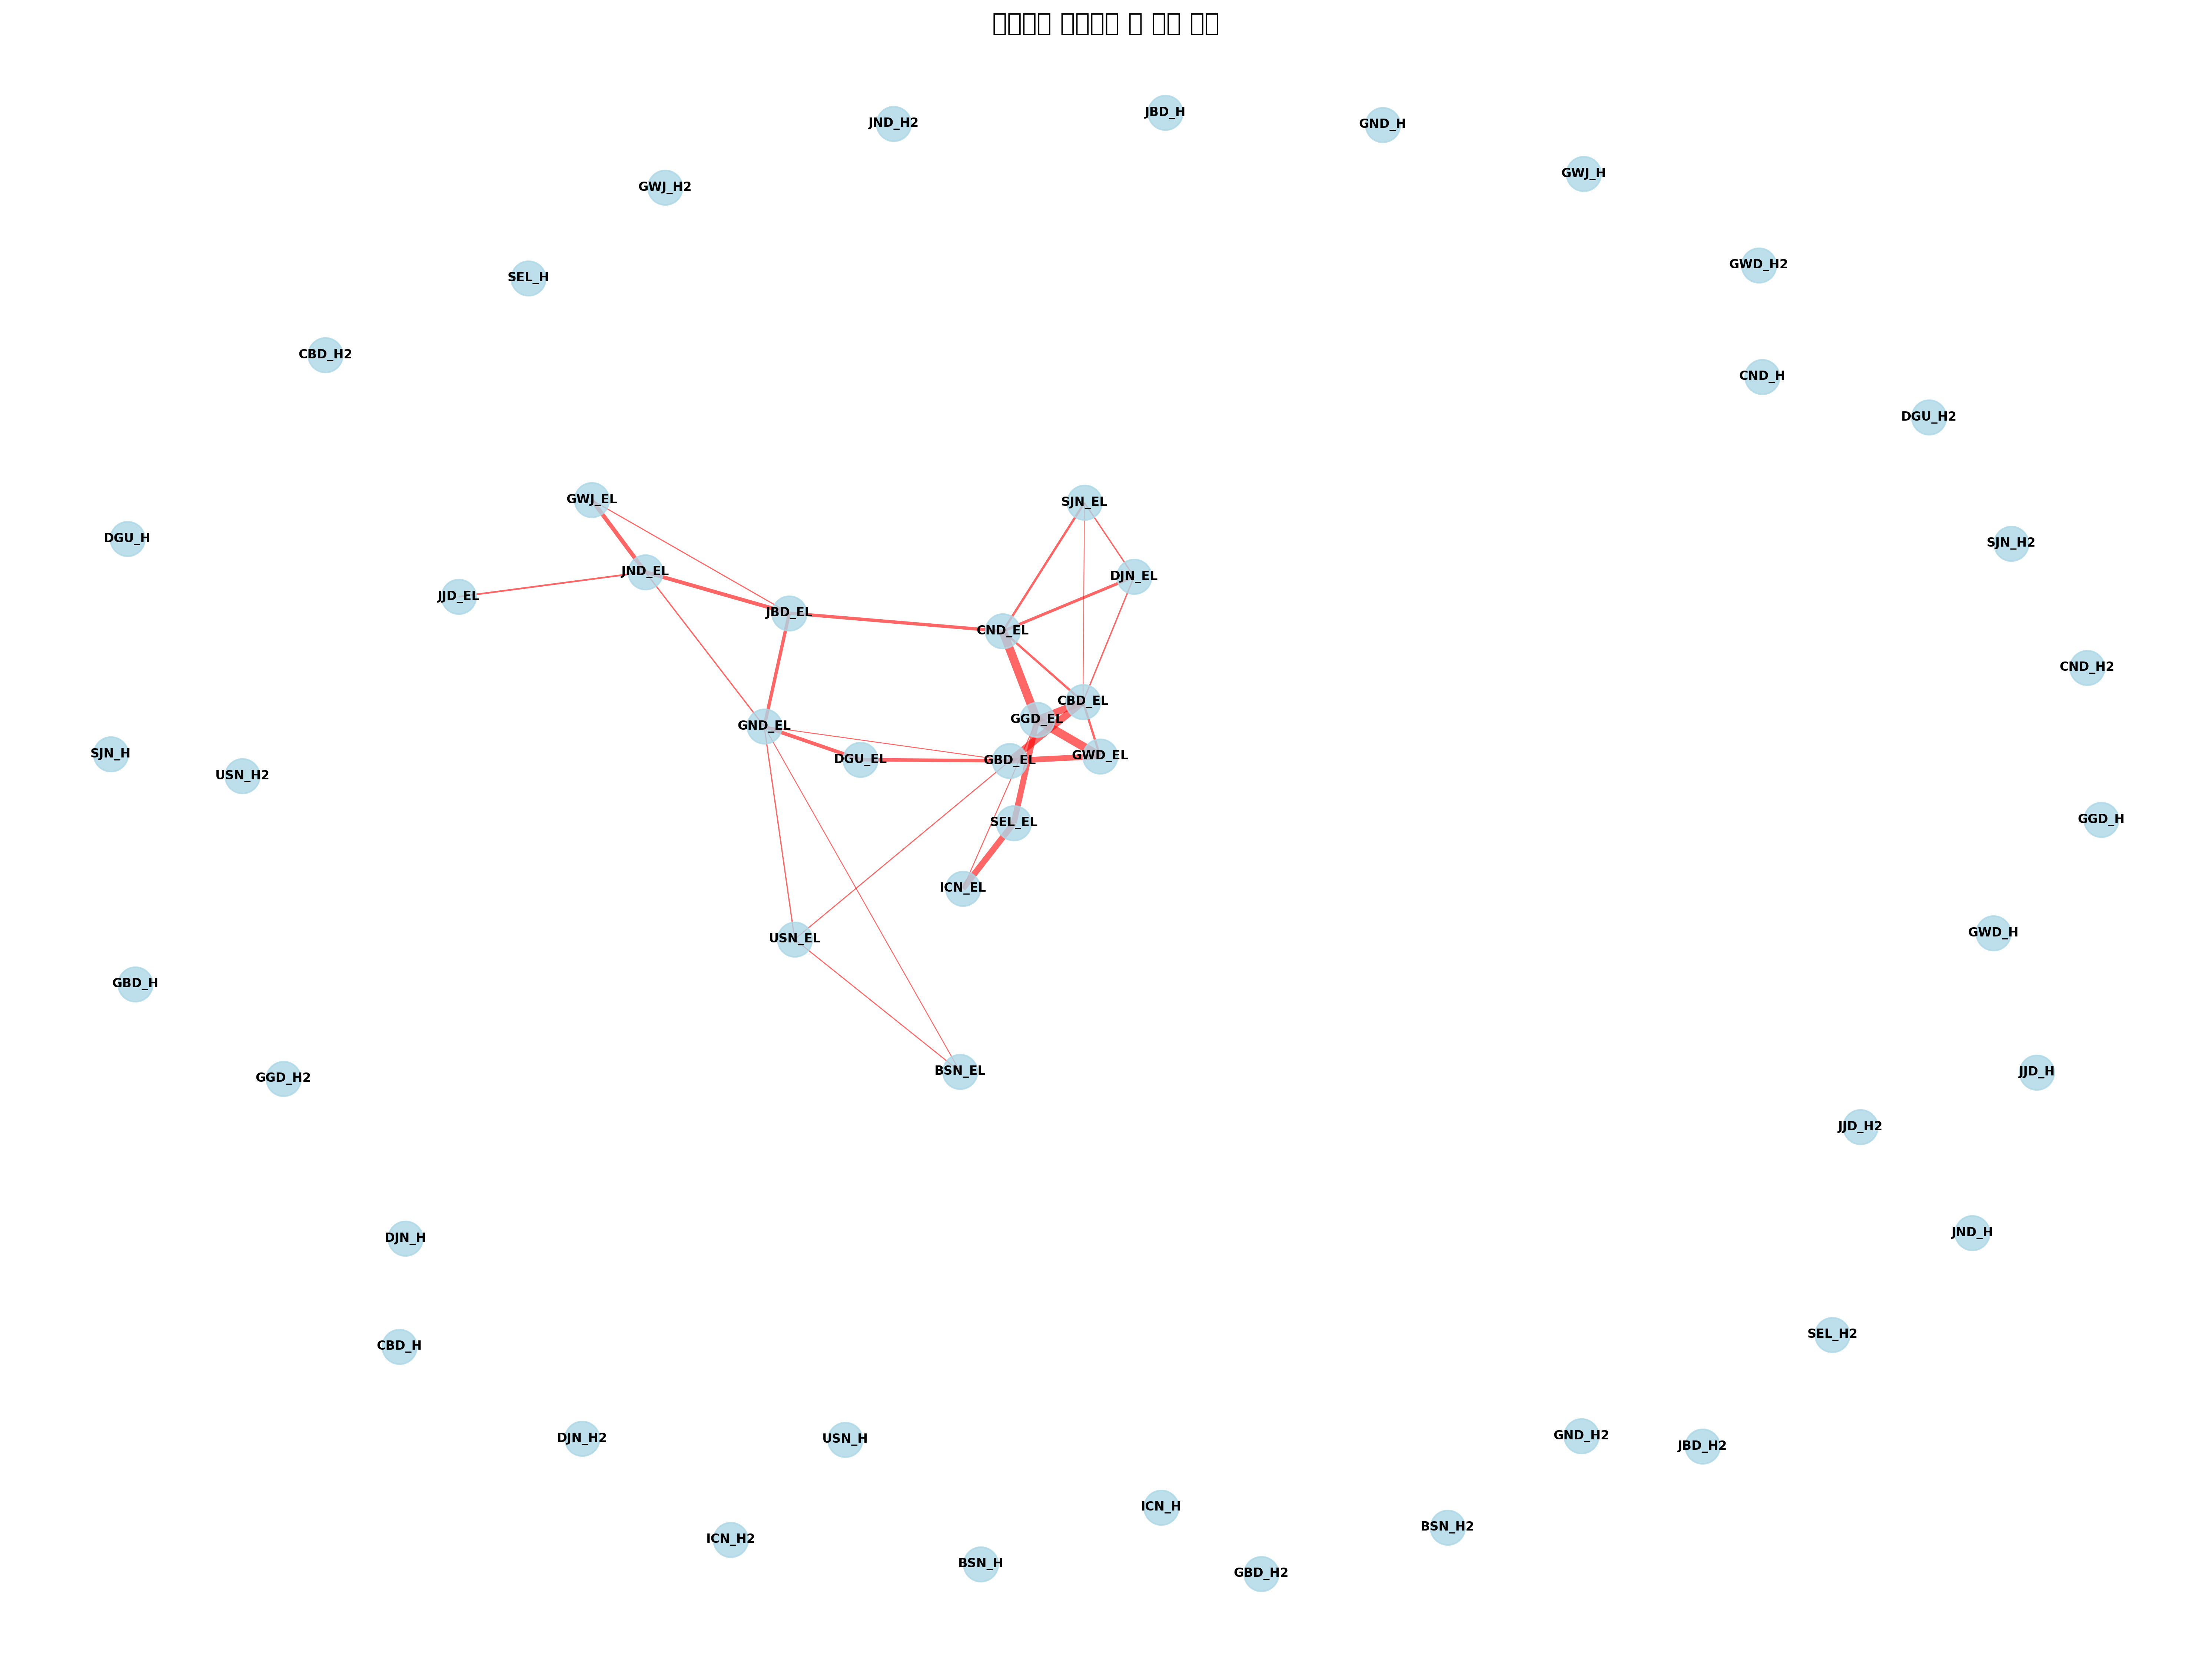 JBD_H
JND_H2
GND_H
GWJ_H
GWJ_H2
GWD_H2
SEL_H
CBD_H2
CND_H
DGU_H2
GWJ_EL
SJN_EL
DGU_H
SJN_H2
JND_EL
DJN_EL
JJD_EL
JBD_EL
CND_EL
CND_H2
CBD_EL
GGD_EL
GND_EL
SJN_H
GWD_EL
DGU_EL
GBD_EL
USN_H2
GGD_H
SEL_EL
ICN_EL
GWD_H
USN_EL
GBD_H
BSN_EL
JJD_H
GGD_H2
JJD_H2
JND_H
DJN_H
SEL_H2
CBD_H
GND_H2
DJN_H2
USN_H
JBD_H2
ICN_H
BSN_H2
ICN_H2
BSN_H
GBD_H2